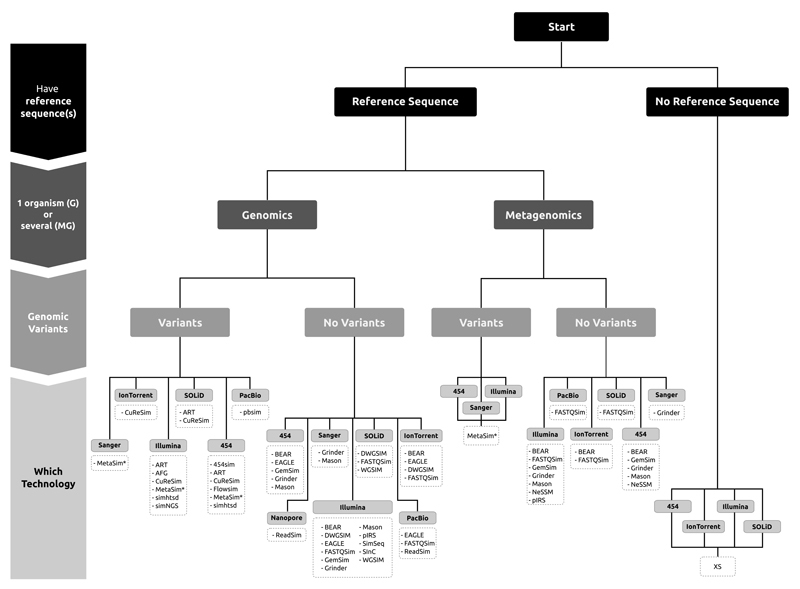 Start
Have
reference
sequence(s)
Reference Sequence
No Reference Sequence
1 organism (G)
or
several (MG)
Genomics
Metagenomics
Genomic
Variants
Variants
No Variants
Variants
No Variants
Which
Technology
IonTorrent
- CuReSim
SOLiD
- ART
- CuReSim
PacBio
- pbsim
Sanger
- MetaSim*
Illumina
- ART
- AFG
- CuReSim
- MetaSim*
- simhtsd
- simNGS
454
- 454sim
- ART
- CuReSim
- Flowsim
- MetaSim*
- simhtsd
454
- BEAR
- EAGLE
- GemSim
- Grinder
- Mason
Sanger
- Grinder
- Mason
SOLiD
- DWGSIM
- FASTQSim
- WGSIM
IonTorrent
- BEAR
- EAGLE
- DWGSIM
- FASTQSim
Nanopore
- ReadSim
Illumina
- BEAR
- DWGSIM
- EAGLE
- FASTQSim
- GemSim
- Grinder
- Mason
- pIRS
- SimSeq
- SInC
- WGSIM
PacBio
- EAGLE
- FASTQSim
- ReadSim
454
Illumina
Sanger
MetaSim*
PacBio
- FASTQSim
SOLiD
- FASTQSim
Sanger
- Grinder
Illumina
- BEAR
- FASTQSim
- GemSim
- Grinder
- Mason
- NeSSM
- pIRS
IonTorrent
- BEAR
- FASTQSim
454
- BEAR
- GemSim
- Grinder
- Mason
- NeSSM
454
Illumina
IonTorrent
SOLiD
XS